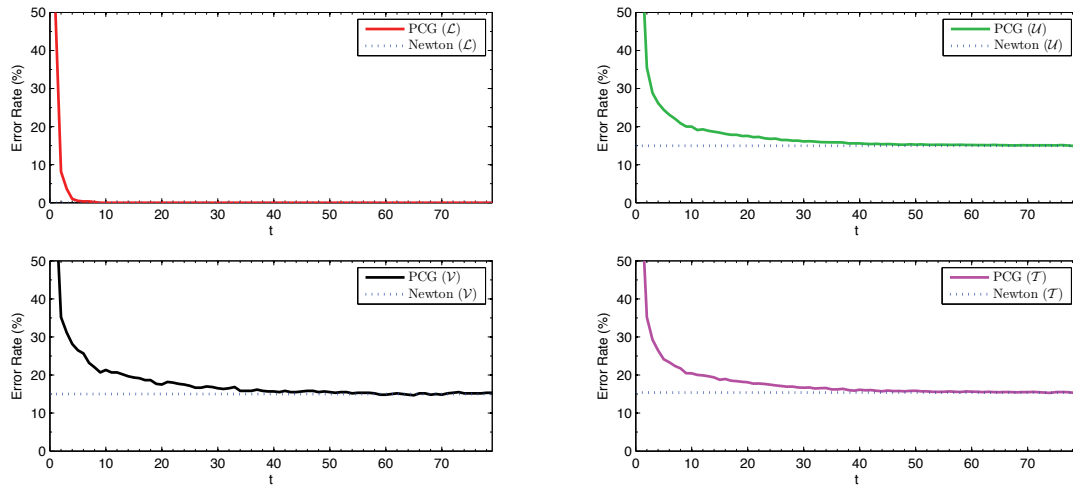 50
40
30
20
10
0
Error Rate (%)
0 10 20 30 40 50 60 70
t
PCG (ℒ)
Newton (ℒ)
50
40
30
20
10
0
Error Rate (%)
0 10 20 30 40 50 60 70
t
PCG (𝒰)
Newton (𝒰)
50
40
30
20
10
0
Error Rate (%)
0 10 20 30 40 50 60 70
t
PCG (𝒱)
Newton (𝒱)
50
40
30
20
10
0
Error Rate (%)
0 10 20 30 40 50 60 70
t
PCG (𝒯)
Newton (𝒯)